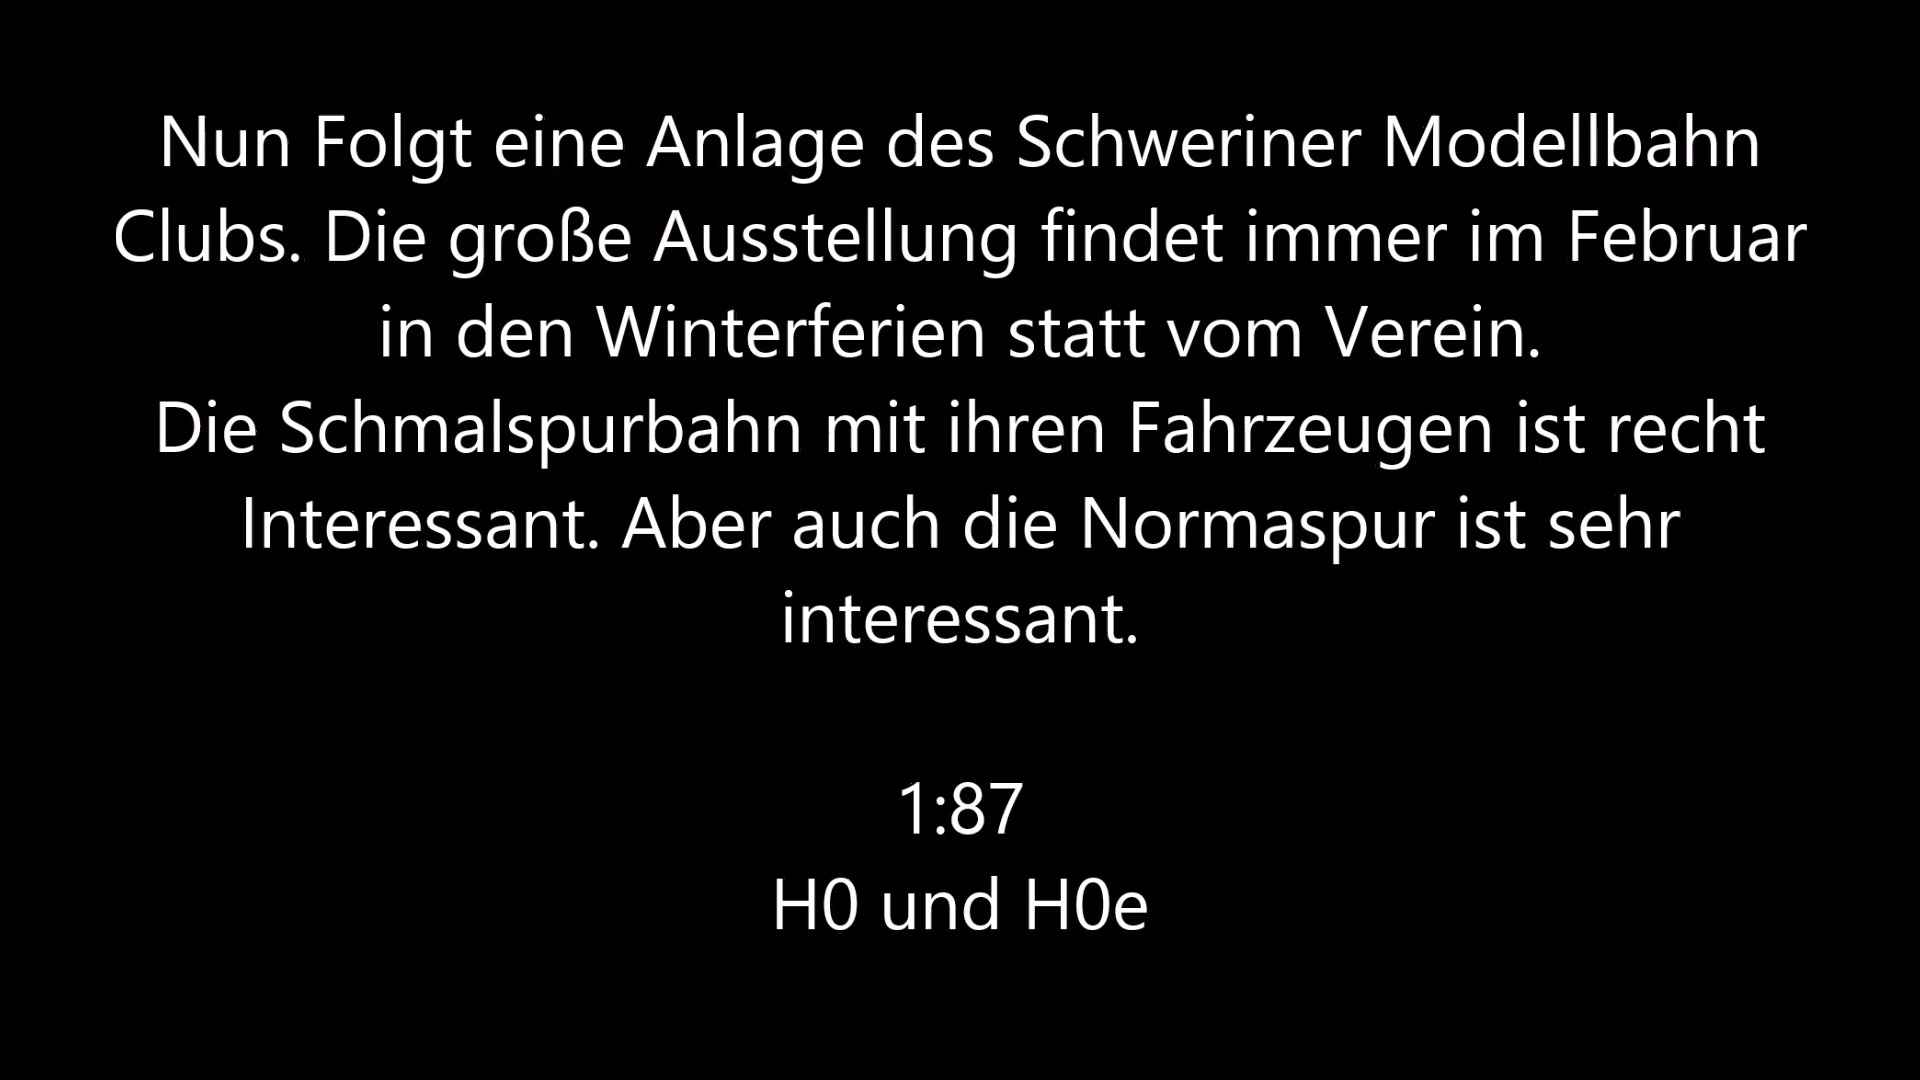 Nun Folgt eine Anlage des Schweriner Modellbahn
Clubs. Die große Ausstellung findet immer im Februar
in den Winterferien statt vom Verein.
Die Schmalspurbahn mit ihren Fahrzeugen ist recht
Interessant. Aber auch die Normaspur ist sehr
interessant.
1:87
H0 und H0e